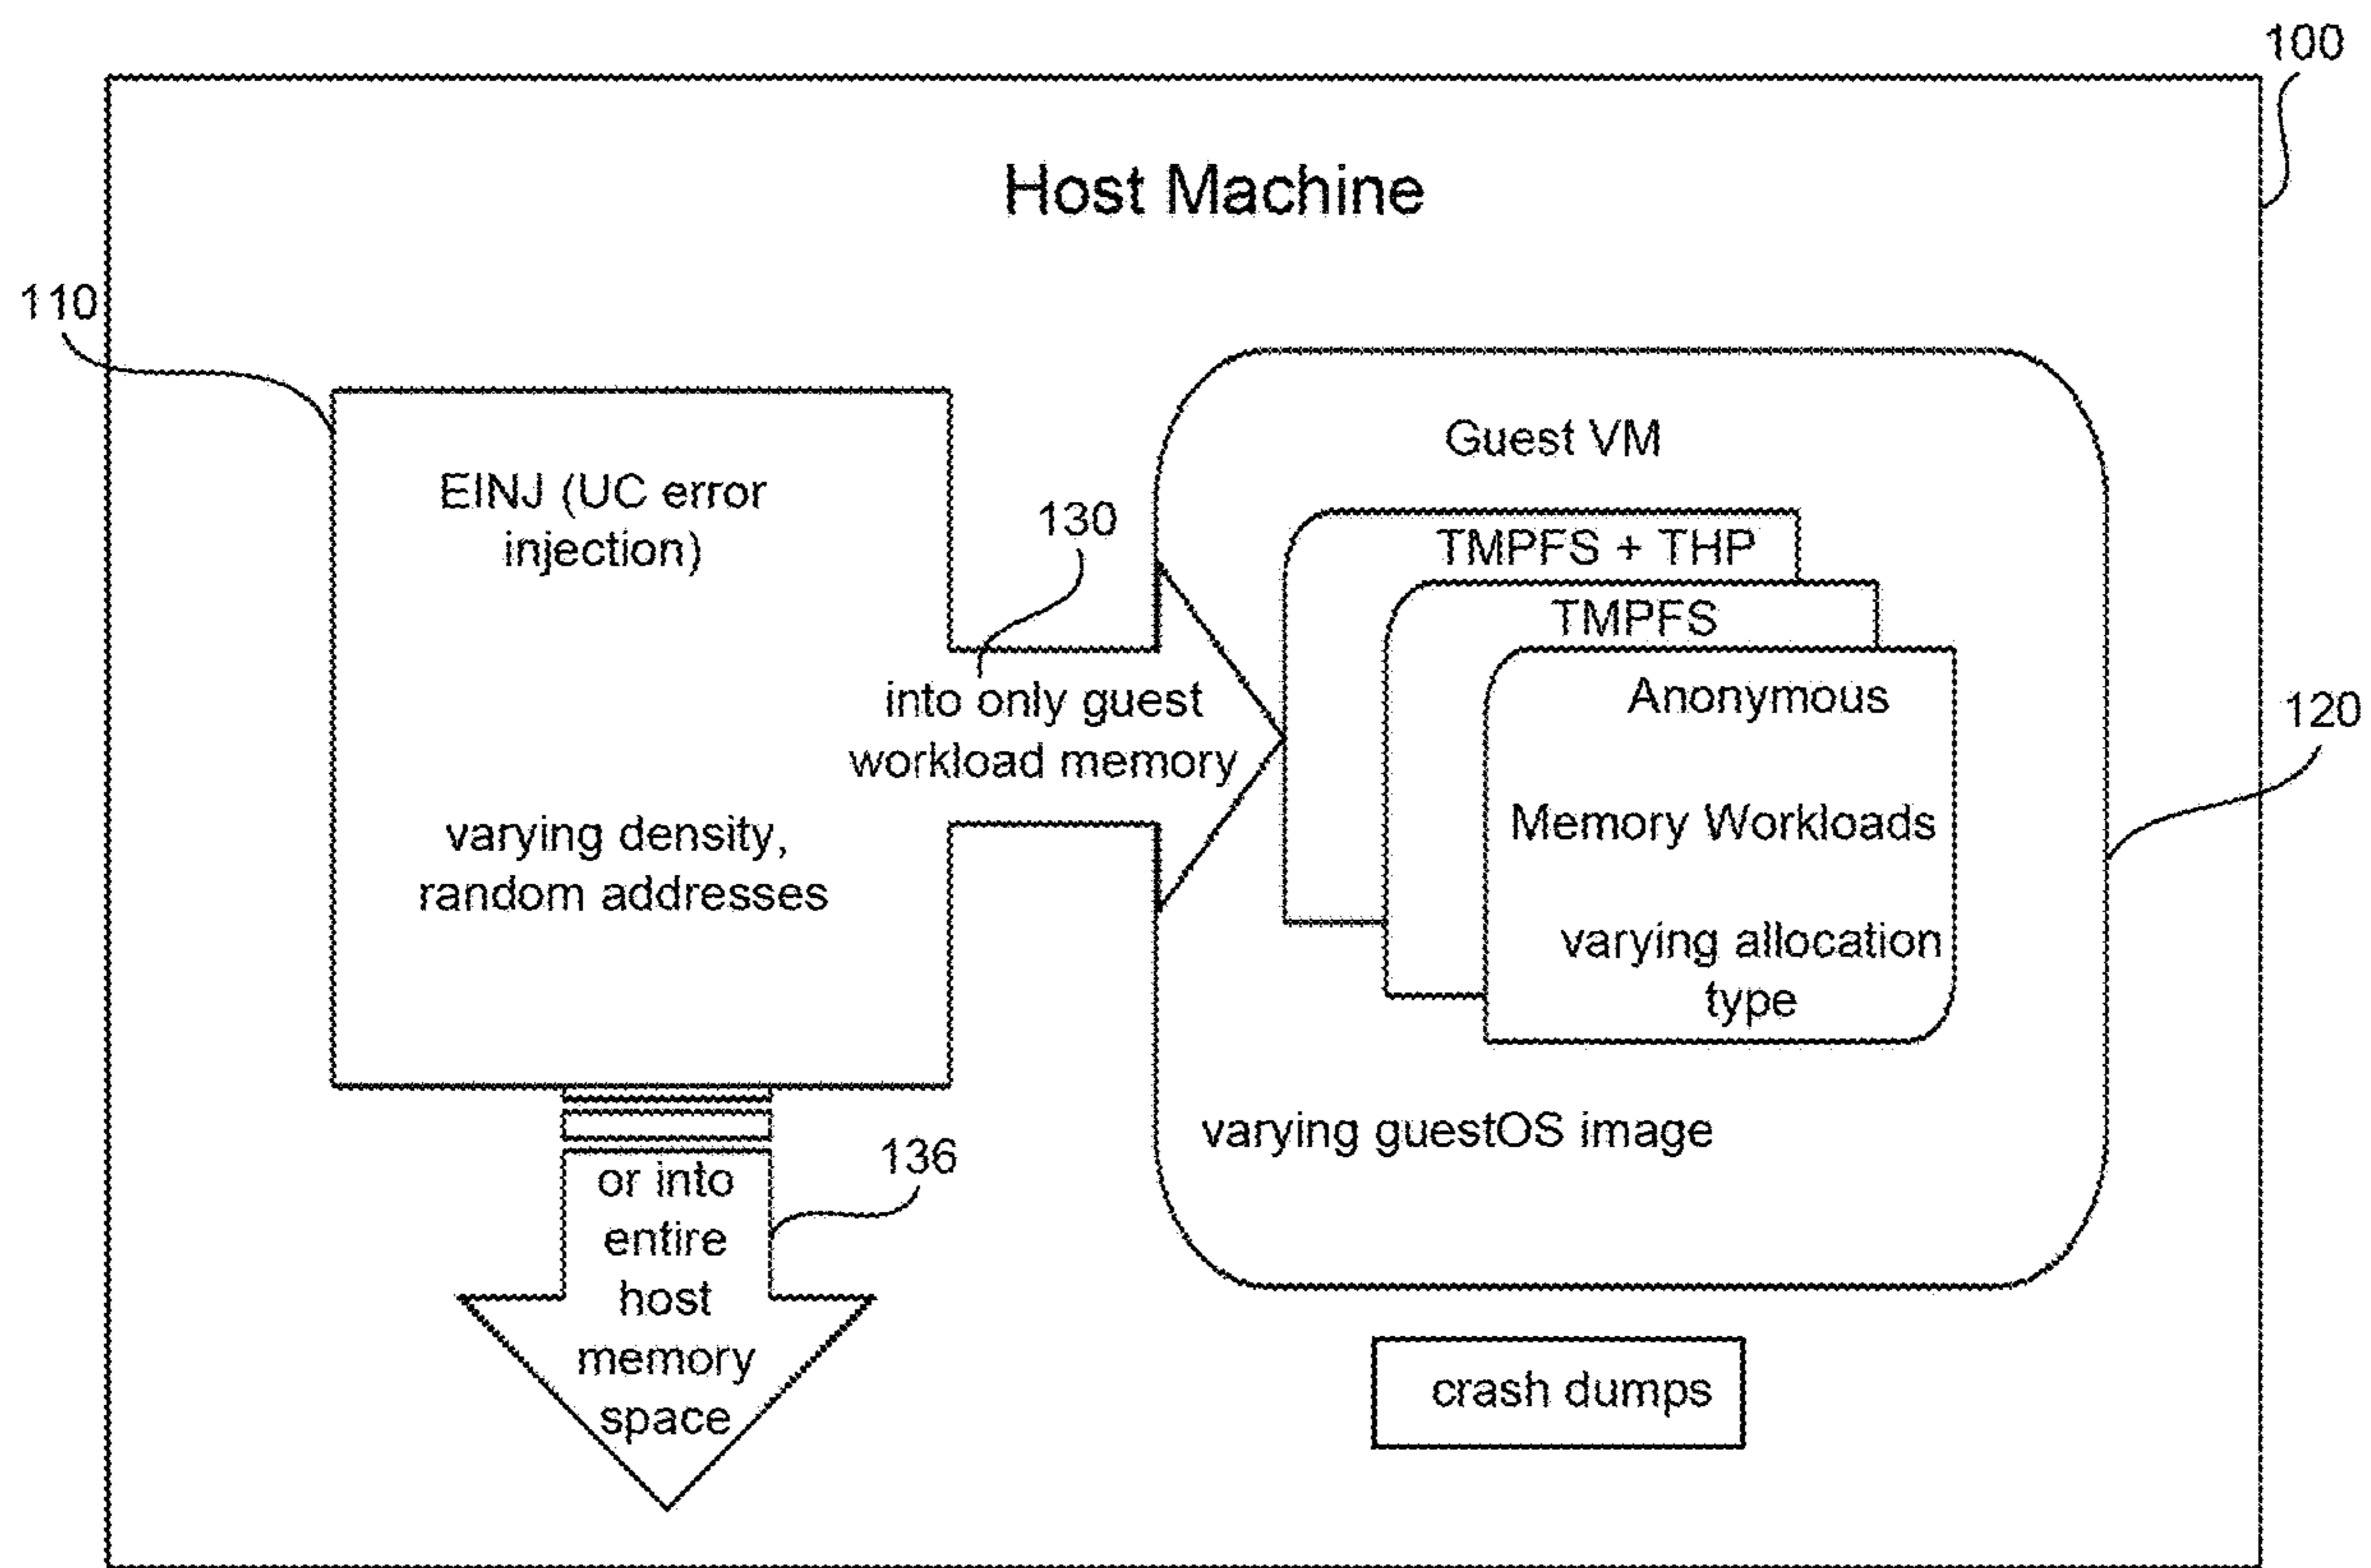 100
Host Machine
110
EINJ (UC error
injection)
varying density,
random addresses
130
into only guest
workload memory
Guest VM
TMPFS + THP
TMPFS
Anonymous
Memory Workloads
varying allocation
type
120
varying guestOS image
136
or into
entire
host
memory
space
crash dumps